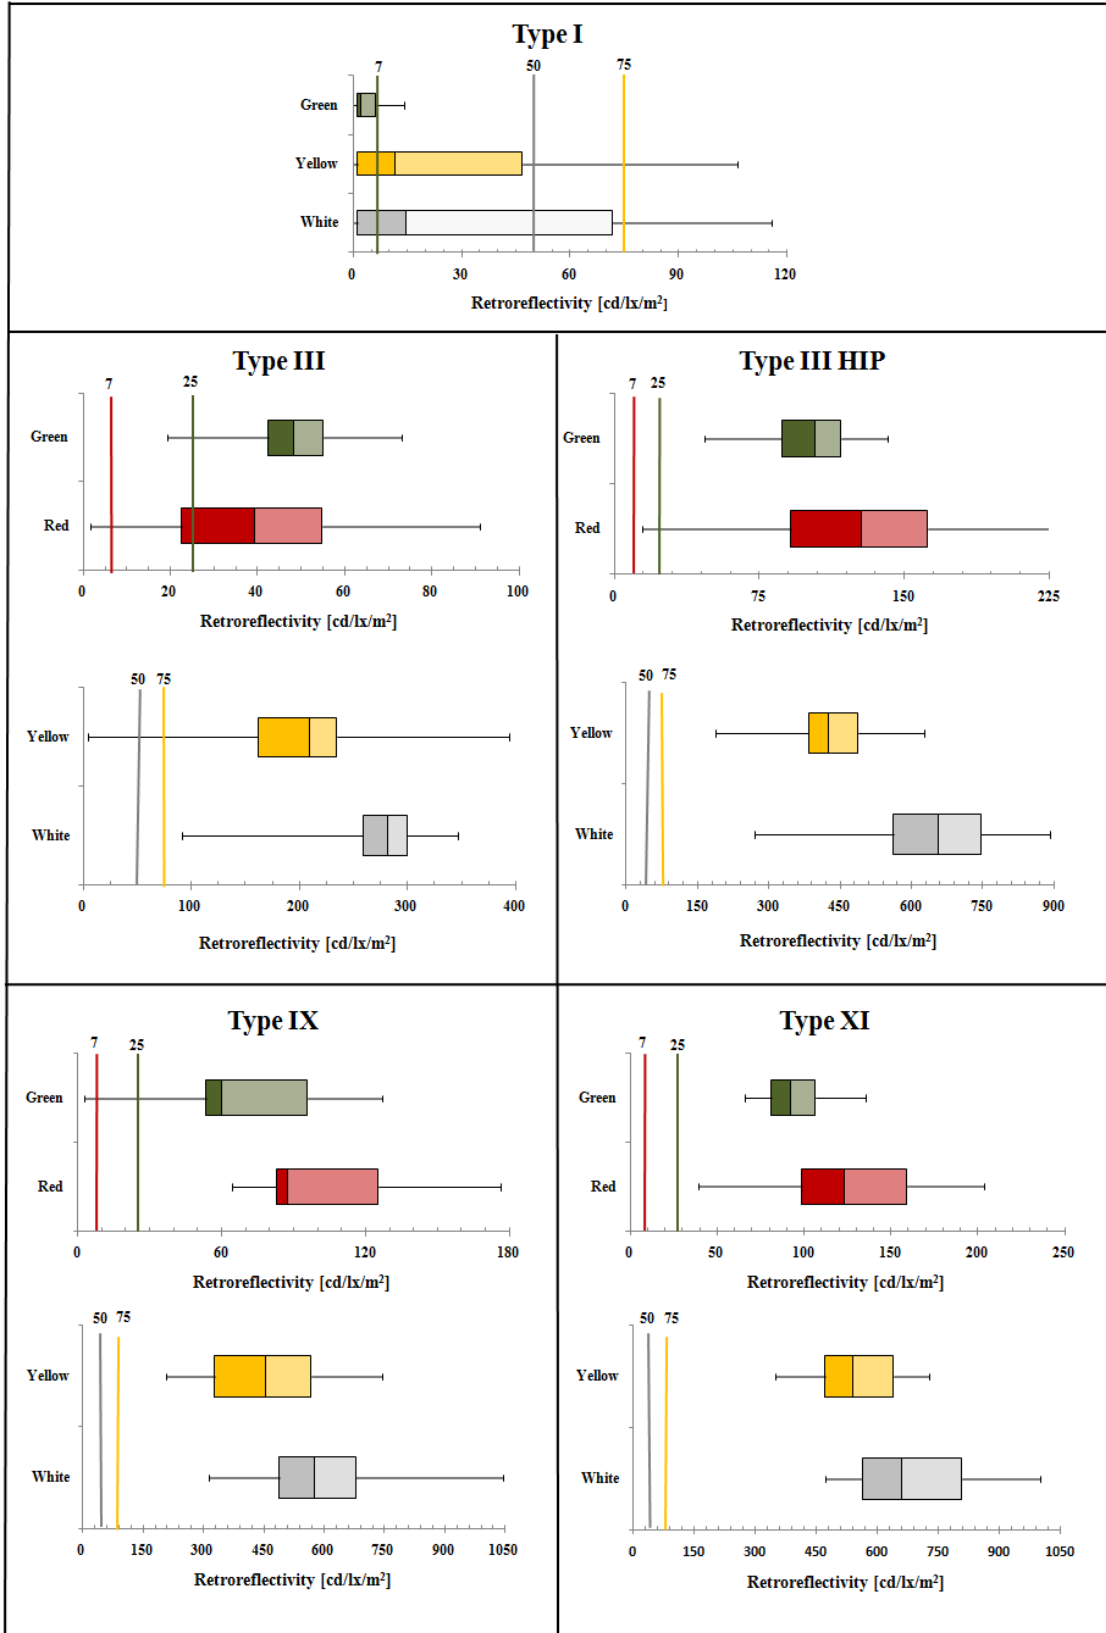 Type I
7 50 75
Green
Yellow
White
0 30 60 90 120
Retroreflectivity [cd/lx/m²]
Type III
7 25
Green
Red
0 20 40 60 80 100
Retroreflectivity [cd/lx/m²]
50 75
Yellow
White
0 100 200 300 400
Retroreflectivity [cd/lx/m²]
Type III HIP
7 25
Green
Red
0 75 150 225
Retroreflectivity [cd/lx/m²]
50 75
Yellow
White
0 150 300 450 600 750 900
Retroreflectivity [cd/lx/m²]
Type IX
7 25
Green
Red
0 60 120 180
Retroreflectivity [cd/lx/m²]
50 75
Yellow
White
0 150 300 450 600 750 900 1050
Retroreflectivity [cd/lx/m²]
Type XI
7 25
Green
Red
0 50 100 150 200 250
Retroreflectivity [cd/lx/m²]
50 75
Yellow
White
0 150 300 450 600 750 900 1050
Retroreflectivity [cd/lx/m²]